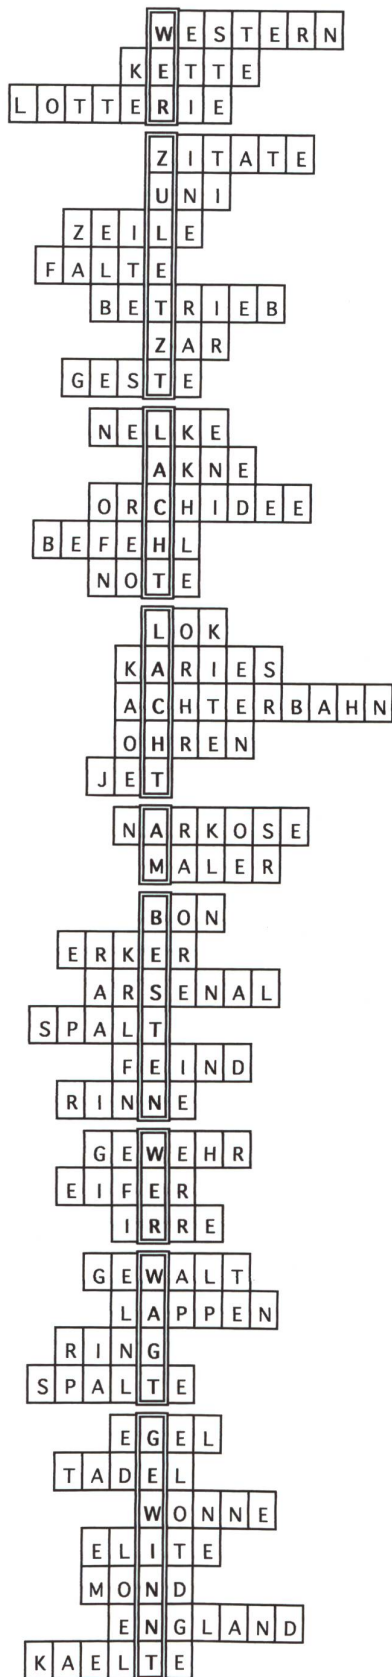 WESTERN
KETTE
LOTTERIE
ZITATE
UNI
ZEILE
FALTE
BETRIEB
ZAR
GESTE
NELKE
AKNE
ORCHIDEE
BEFEHL
NOTE
LOK
KARIES
ACHTERBAHN
OHREN
JET
NARKOSE
MALER
BON
ERKER
ARSENAL
SPALT
FEIND
RINNE
GEWEHR
EIFER
IRRE
GEWALT
LAPPEN
RING
SPALTE
EGEL
TADEL
WONNE
ELITE
MOND
ENGLAND
KAELTE